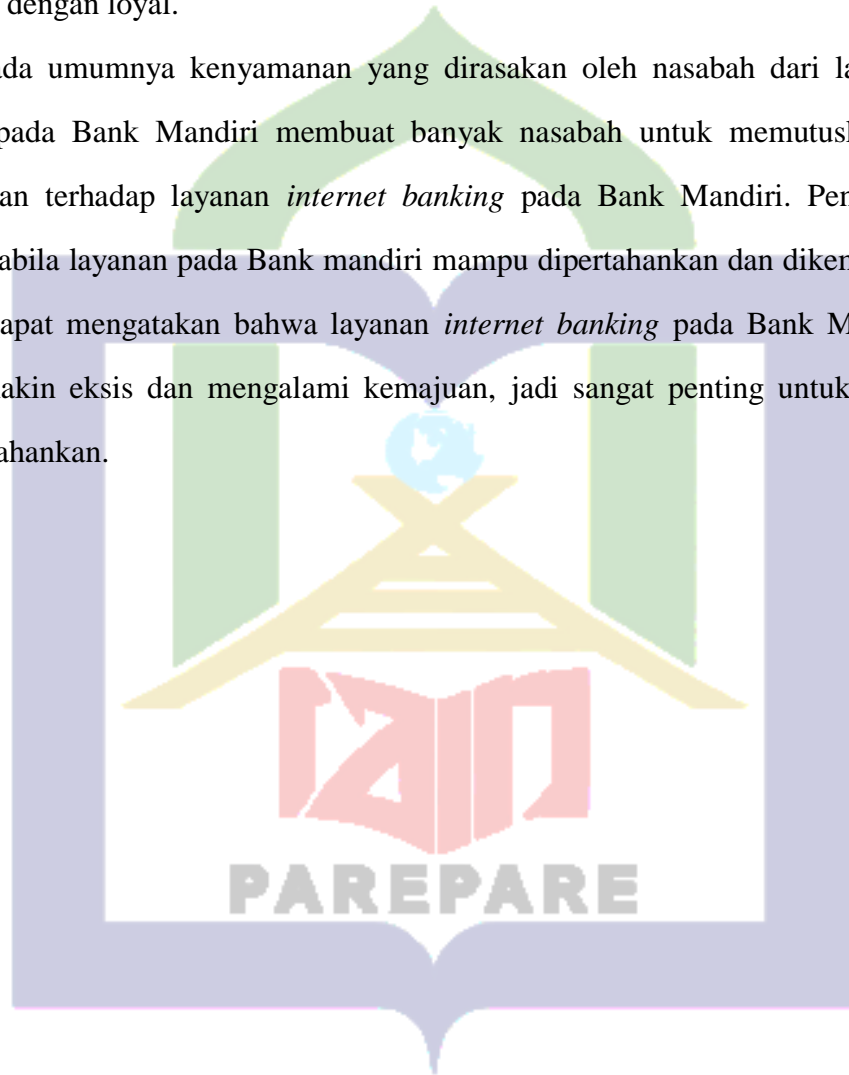 dengan loyal.
ada umumnya kenyamanan yang dirasakan oleh nasabah dari la
pada Bank Mandiri membuat banyak nasabah untuk memutusk
an terhadap layanan internet banking pada Bank Mandiri. Pen
abila layanan pada Bank mandiri mampu dipertahankan dan diken
apat mengatakan bahwa layanan internet banking pada Bank M
akin eksis dan mengalami kemajuan, jadi sangat penting untuk
ahankan.
iain
PAREPARE